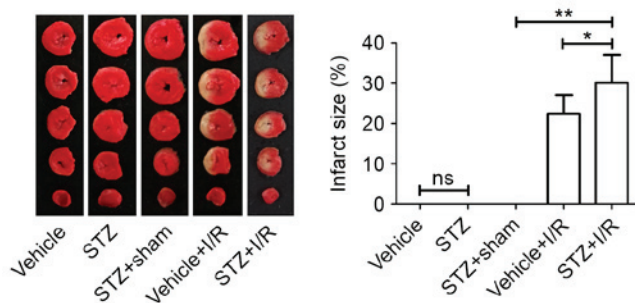 Vehicle
STZ
STZ+sham
Vehicle+I/R
STZ+I/R
Infarct size (%)
40
30
20
10
0
**
*
ns
Vehicle
STZ
STZ+sham
Vehicle+I/R
STZ+I/R